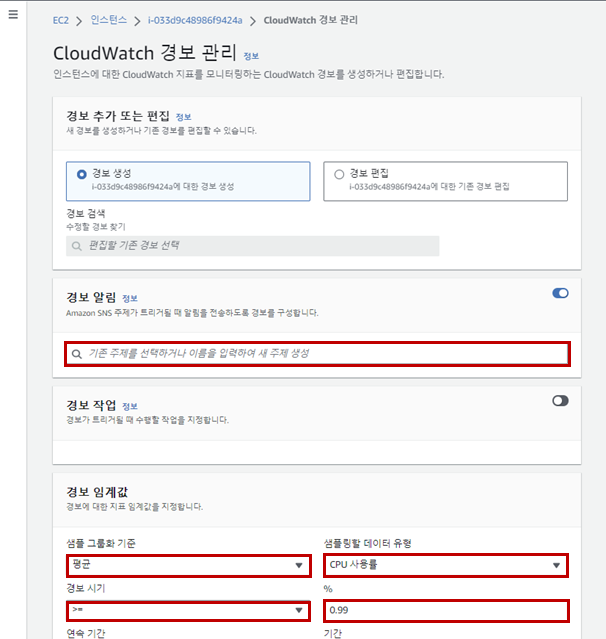 EC2 > 인스턴스 > i-033d9c48986f9424a > CloudWatch 경보 관리
CloudWatch 경보 관리 정보
인스턴스에 대한 CloudWatch 지표를 모니터링하는 CloudWatch 경보를 생성하거나 편집합니다.
경보 추가 또는 편집 정보
새 경보를 생성하거나 기존 경보를 편집할 수 있습니다.
경보 생성
i-033d9c48986f9424a에 대한 경보 생성
경보 편집
i-033d9c48986f9424a에 대한 기존 경보 편집
경보 검색
수정할 경보 찾기
편집할 기존 경보 선택
경보 알림 정보
Amazon SNS 주제가 트리거될 때 알림을 전송하도록 경보를 구성합니다.
기존 주제를 선택하거나 이름을 입력하여 새 주제 생성
경보 작업 정보
경보가 트리거될 때 수행할 작업을 지정합니다.
경보 임계값
경보에 대한 지표 임계값을 지정합니다.
샘플 그룹화 기준
샘플링할 데이터 유형
평균
CPU 사용률
경보 시기
%
>=
0.99
연속 기간
기간